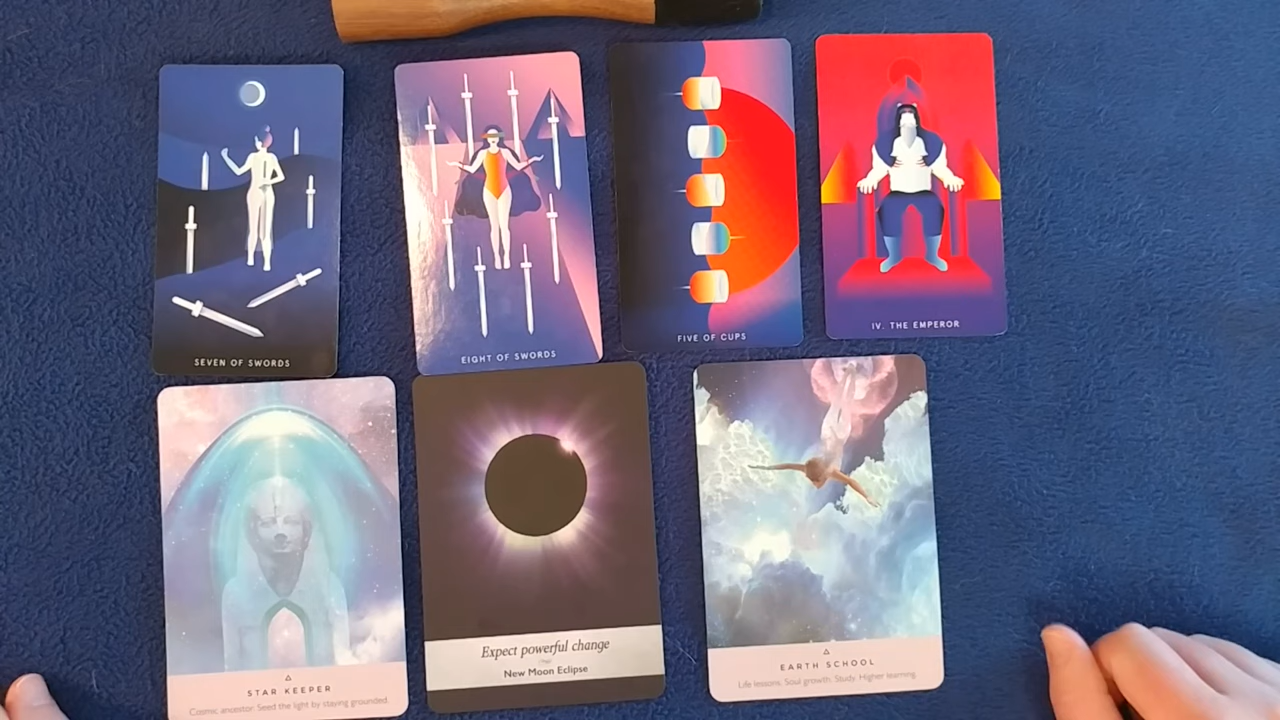 SEVEN OF SWORDS
EIGHT OF SWORDS
FIVE OF CUPS
IV. THE EMPEROR
STAR KEEPER
Cosmic ancestor. Seed the light by staying grounded.
Expect powerful change
New Moon Eclipse
EARTH SCHOOL
Life lessons. Soul growth. Study. Higher learning.